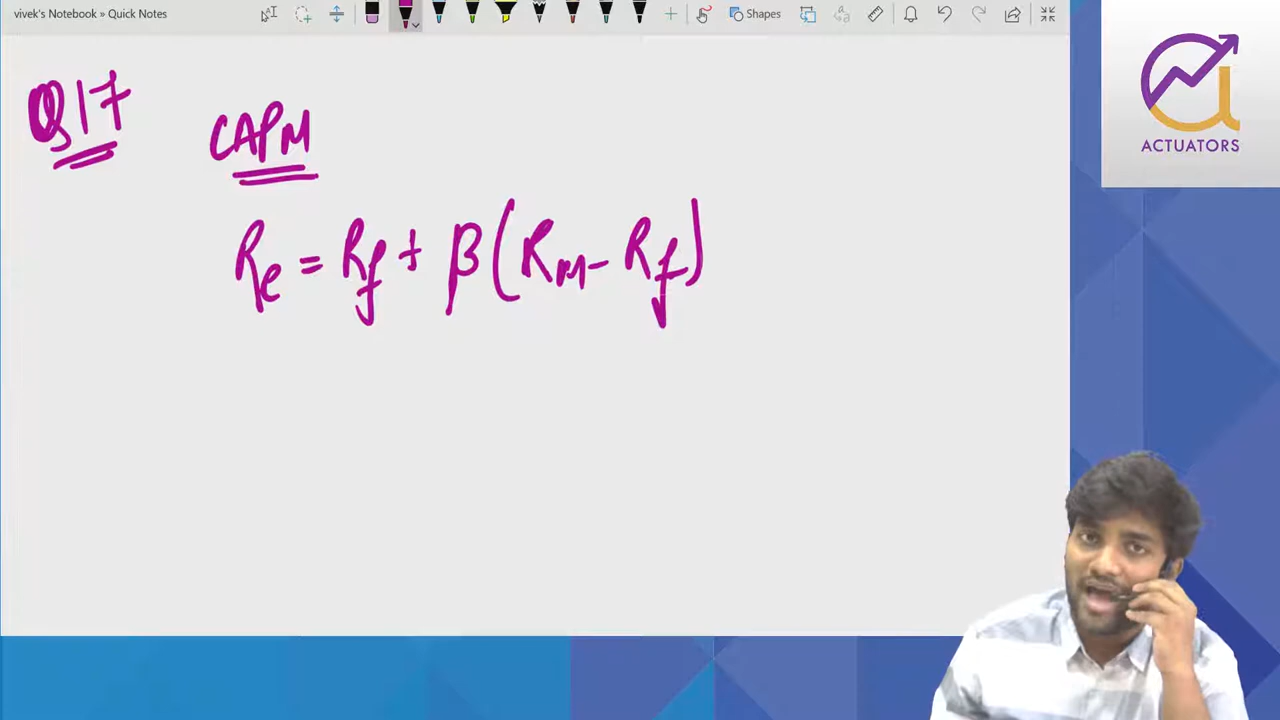 vivek's Notebook » Quick Notes
Shapes
ACTUATORS
Q17
CAPM
Re = Rf + β(Rm - Rf)